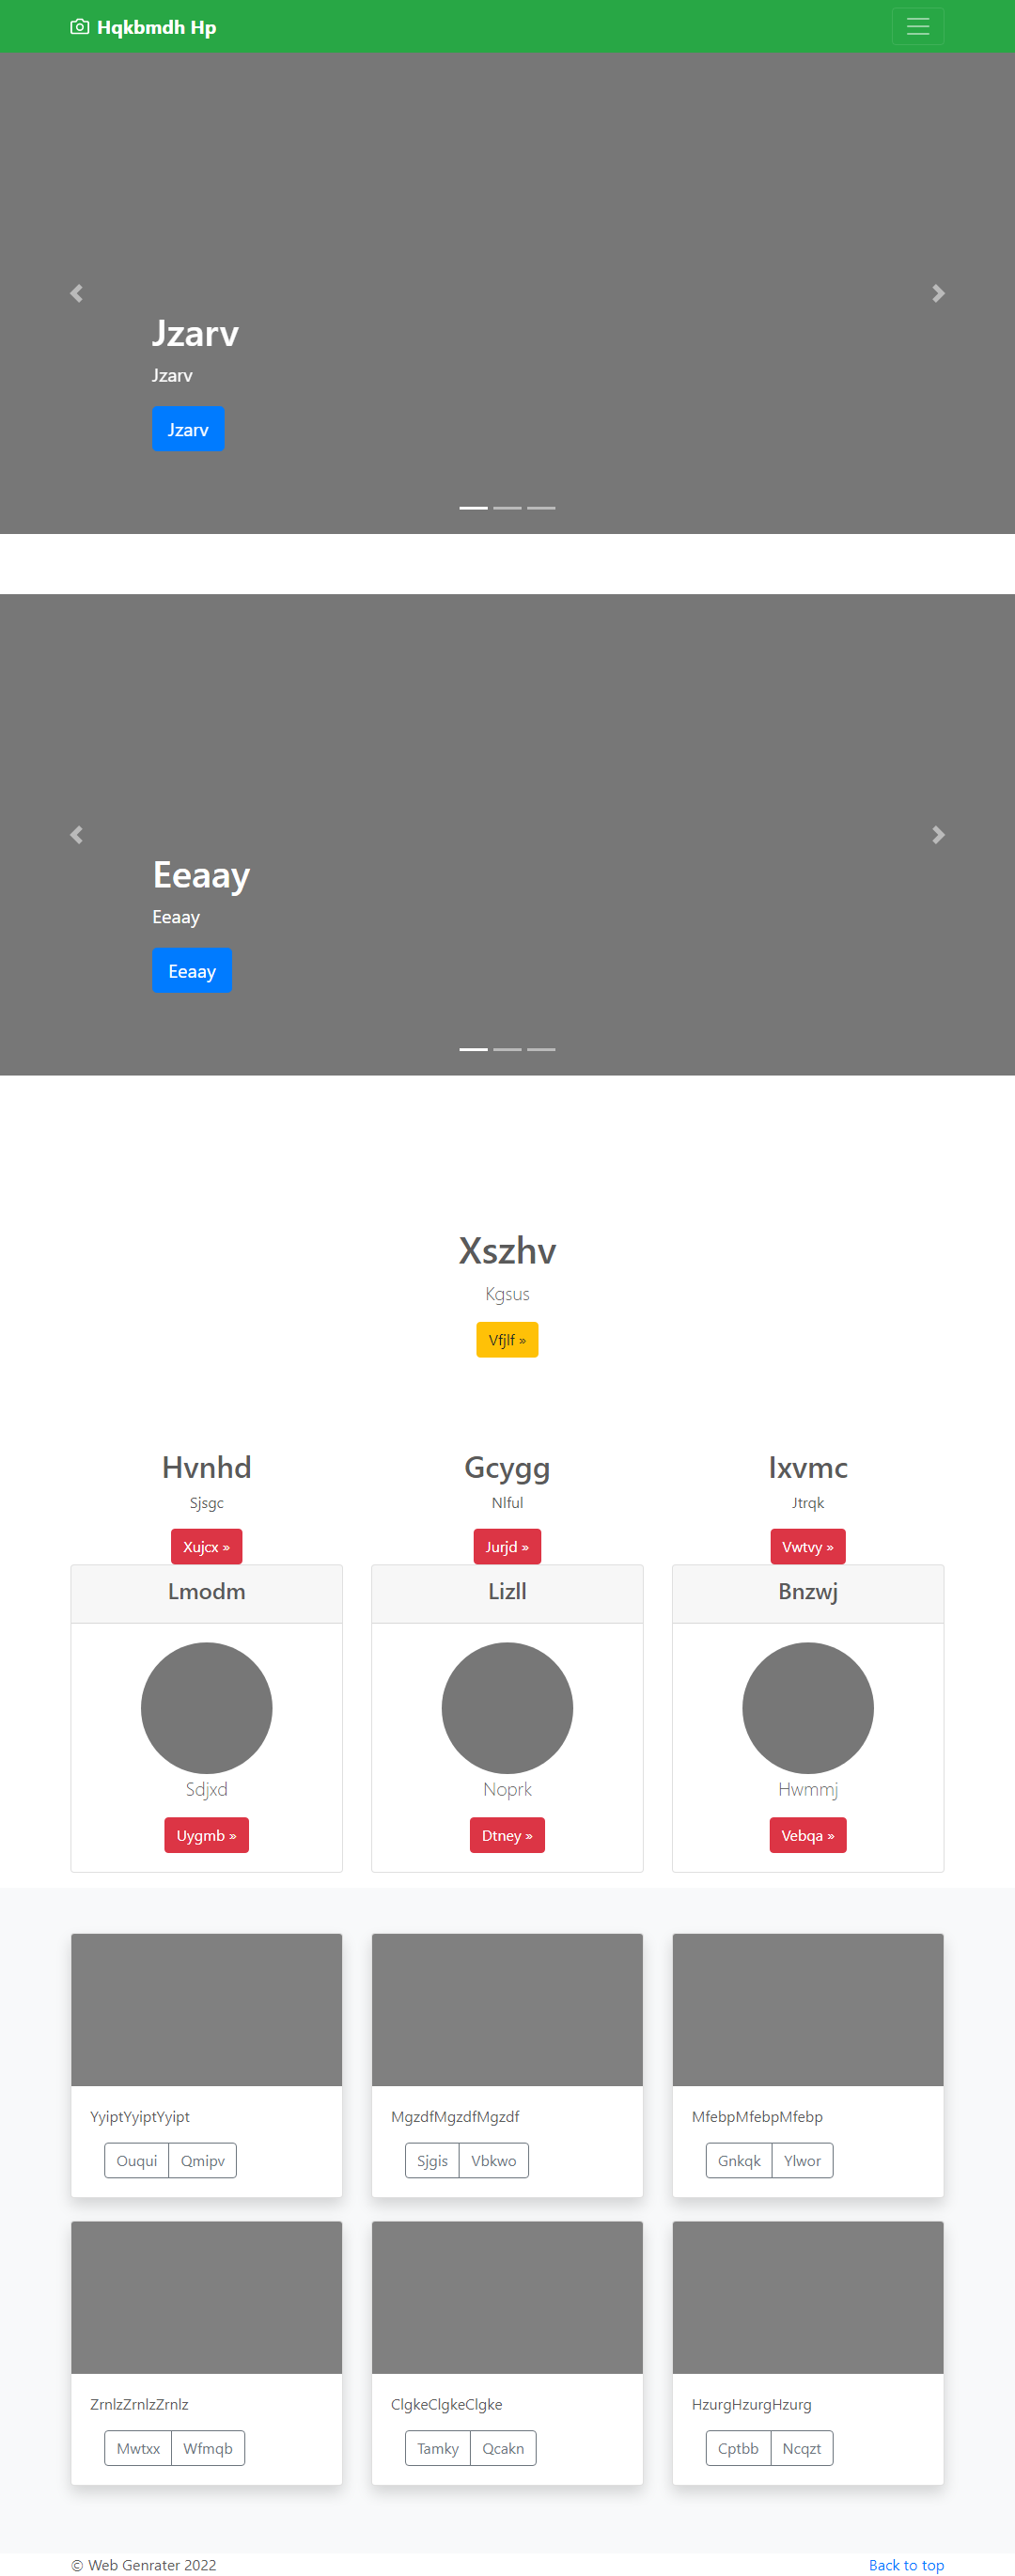 Hqkbmdh Hp
Jzarv
Jzarv
Jzarv
Eeaay
Eeaay
Eeaay
Xszhv
Kgsus
Vfjlf »
Hvnhd Gcygg Ixvmc
Sjsgc Nlful Jtrqk
Xujcx » Jurjd » Vwtvy »
Lmodm Lizll Bnzwj
Sdjxd Noprk Hwmmj
Uygmb » Dtney » Vebqa »
YyiptYyiptYyipt MgzdfMgzdfMgzdf MfebpMfebpMfebp
Ouqui Qmipv Sjgis Vbkwo Gnkqk Ylwor
ZrnlzZrnlzZrnlz ClgkeClgkeClgke HzurgHzurgHzurg
Mwtxx Wfmqb Tamky Qcakn Cptbb Ncqzt
© Web Genrater 2022 Back to top